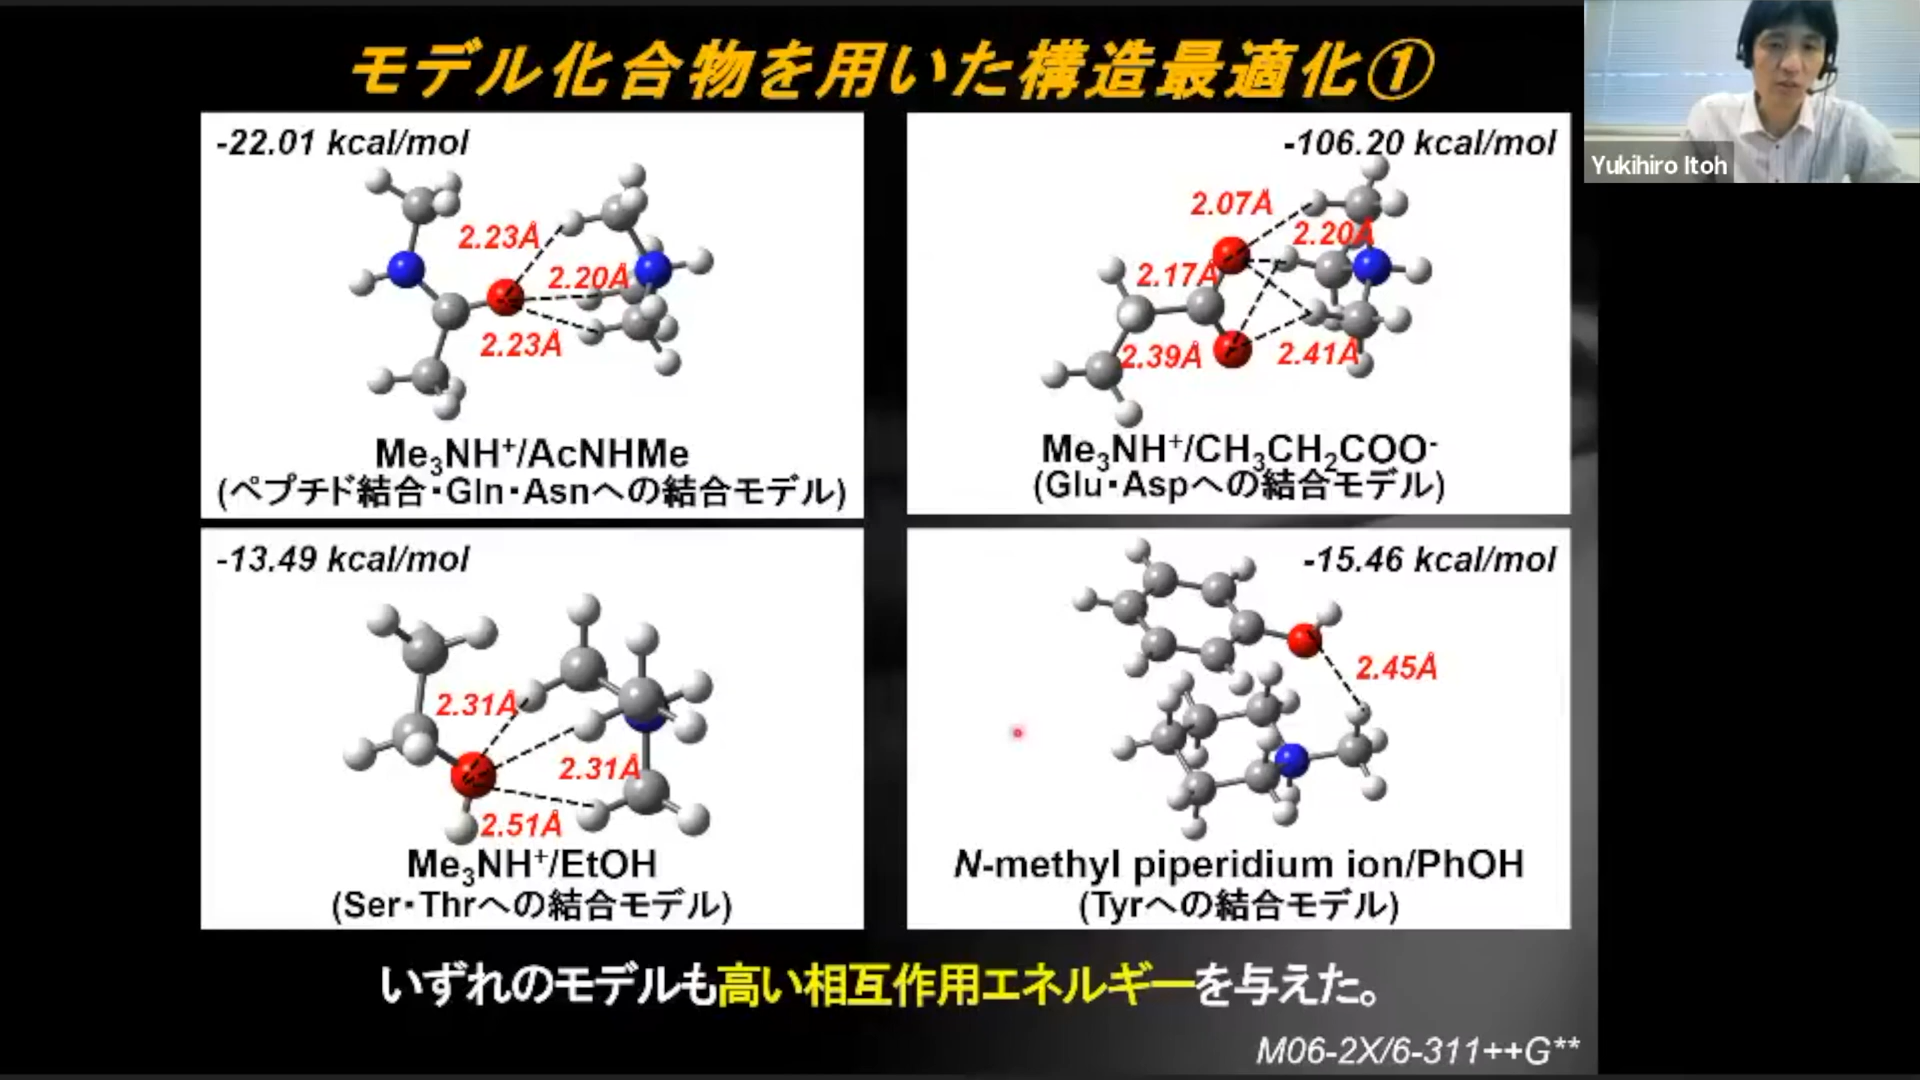 モデル化合物を用いた構造最適化①
Yukihiro Itoh
-22.01 kcal/mol
2.23Å
2.20Å
2.23Å
Me3NH+/AcNHMe
(ペプチド結合・Gln・Asnへの結合モデル)
-106.20 kcal/mol
2.07Å
2.20Å
2.17Å
2.39Å
2.41Å
Me3NH+/CH3CH2COO-
(Glu・Aspへの結合モデル)
-13.49 kcal/mol
2.31Å
2.31Å
2.51Å
Me3NH+/EtOH
(Ser・Thrへの結合モデル)
-15.46 kcal/mol
2.45Å
N-methyl piperidium ion/PhOH
(Tyrへの結合モデル)
いずれのモデルも高い相互作用エネルギーを与えた。
M06-2X/6-311++G**